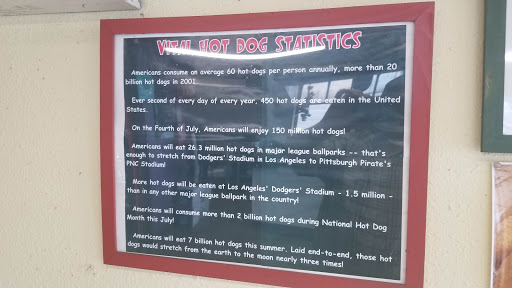 VITAL HOT DOG STATISTICS
Americans consume on average 60 hot dogs per person annually, more than 20
billion hot dogs in 2001.
Ever second of every day of every year, 450 hot dogs are eaten in the United
States.
On the Fourth of July, Americans will enjoy 150 million hot dogs!
Americans will eat 26.3 million hot dogs in major league ballparks -- that's
enough to stretch from Dodgers' Stadium in Los Angeles to Pittsburgh Pirate's
PNC Stadium!
More hot dogs will be eaten at Los Angeles' Dodgers' Stadium - 1.5 million -
than in any other major league ballpark in the country!
Americans will consume more than 2 billion hot dogs during National Hot Dog
Month this July!
Americans will eat 7 billion hot dogs this summer. Laid end-to-end, those hot
dogs would stretch from the earth to the moon nearly three times!